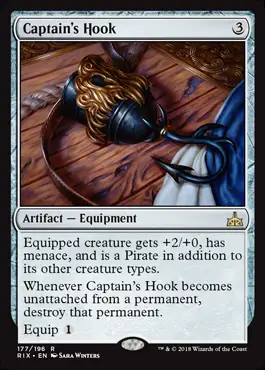 Captain's Hook 3
Artifact — Equipment
Equipped creature gets +2/+0, has
menace, and is a Pirate in addition to
its other creature types.
Whenever Captain's Hook becomes
unattached from a permanent,
destroy that permanent.
Equip 1
177/196 R
RIX • EN SARA WINTERS
™ & © 2018 Wizards of the Coast